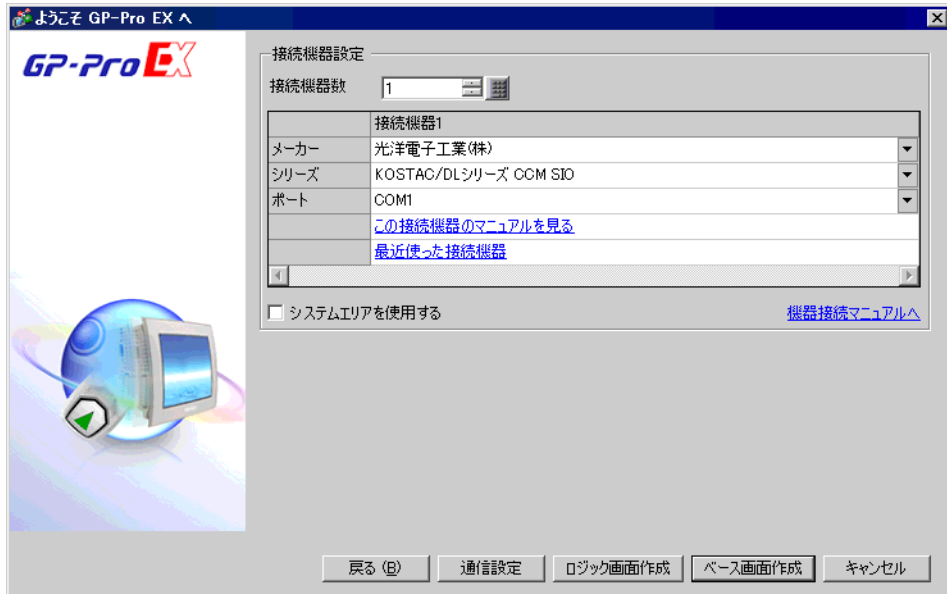 ようこそ GP-Pro EX へ
GP-Pro EX
接続機器設定
接続機器数 1
接続機器1
メーカー 光洋電子工業(株)
シリーズ KOSTAC/DLシリーズ CCM SIO
ポート COM1
この接続機器のマニュアルを見る
最近使った接続機器
システムエリアを使用する 機器接続マニュアルへ
戻る (B) 通信設定 ロジック画面作成 ベース画面作成 キャンセル